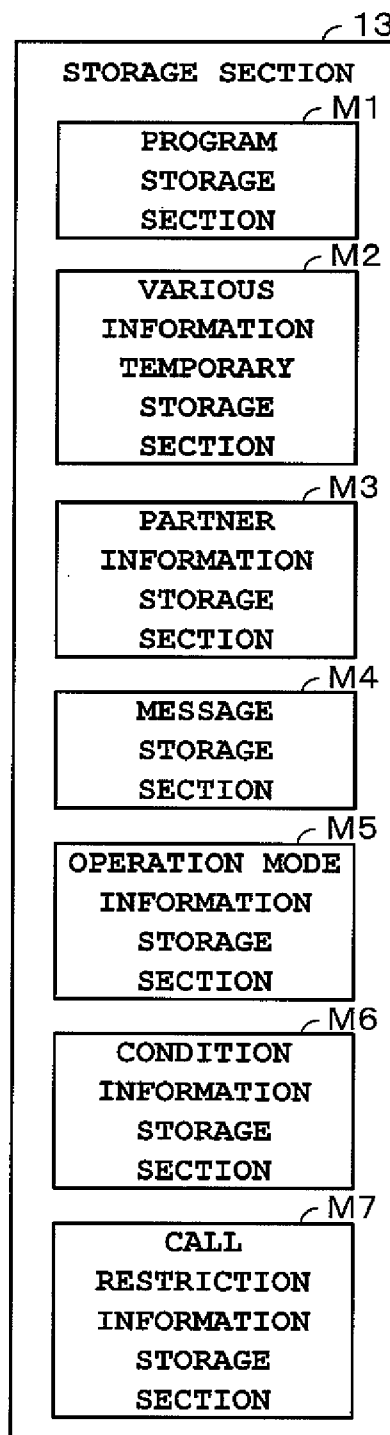 13
STORAGE SECTION
M1
PROGRAM
STORAGE
SECTION
M2
VARIOUS
INFORMATION
TEMPORARY
STORAGE
SECTION
M3
PARTNER
INFORMATION
STORAGE
SECTION
M4
MESSAGE
STORAGE
SECTION
M5
OPERATION MODE
INFORMATION
STORAGE
SECTION
M6
CONDITION
INFORMATION
STORAGE
SECTION
M7
CALL
RESTRICTION
INFORMATION
STORAGE
SECTION